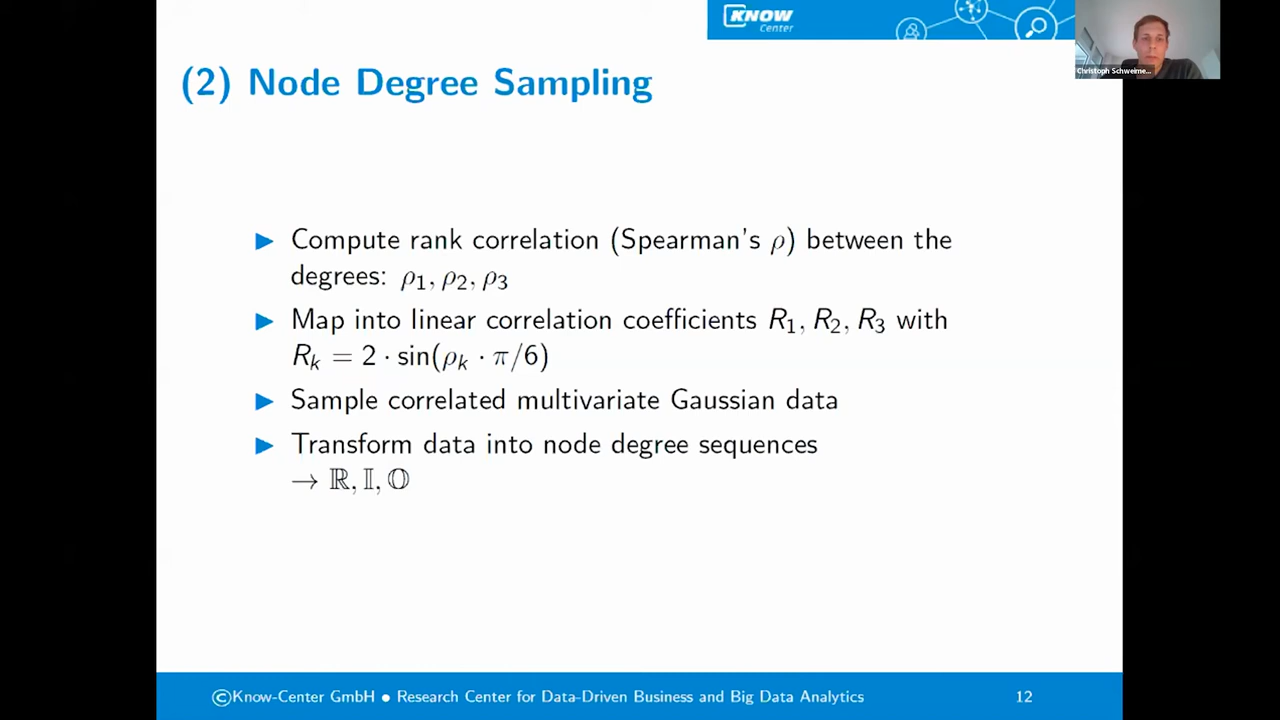 KNOW
Center
Christoph Schweime...
(2) Node Degree Sampling
▶ Compute rank correlation (Spearman's ρ) between the
degrees: ρ₁, ρ₂, ρ₃
▶ Map into linear correlation coefficients R₁, R₂, R₃ with
Rₖ = 2 · sin(ρₖ · π/6)
▶ Sample correlated multivariate Gaussian data
▶ Transform data into node degree sequences
→ ℝ, 𝕀, 𝕆
©Know-Center GmbH • Research Center for Data-Driven Business and Big Data Analytics
12